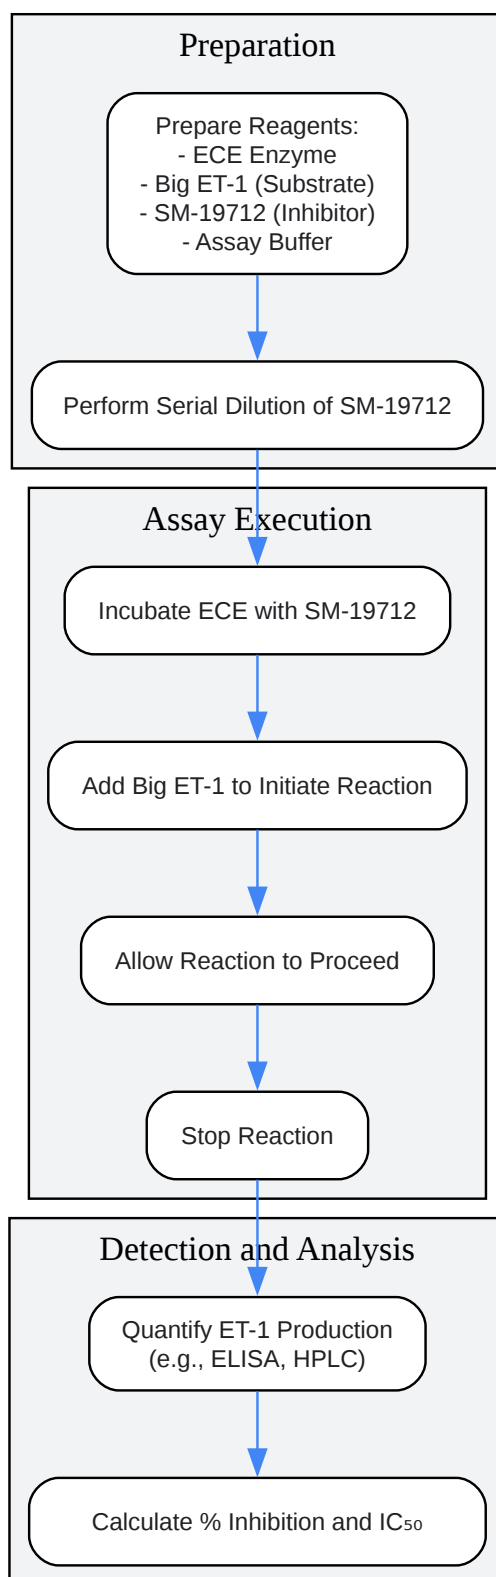 Preparation
Prepare Reagents:
- ECE Enzyme
- Big ET-1 (Substrate)
- SM-19712 (Inhibitor)
- Assay Buffer
Perform Serial Dilution of SM-19712
Assay Execution
Incubate ECE with SM-19712
Add Big ET-1 to Initiate Reaction
Allow Reaction to Proceed
Stop Reaction
Detection and Analysis
Quantify ET-1 Production
(e.g., ELISA, HPLC)
Calculate % Inhibition and IC₅₀